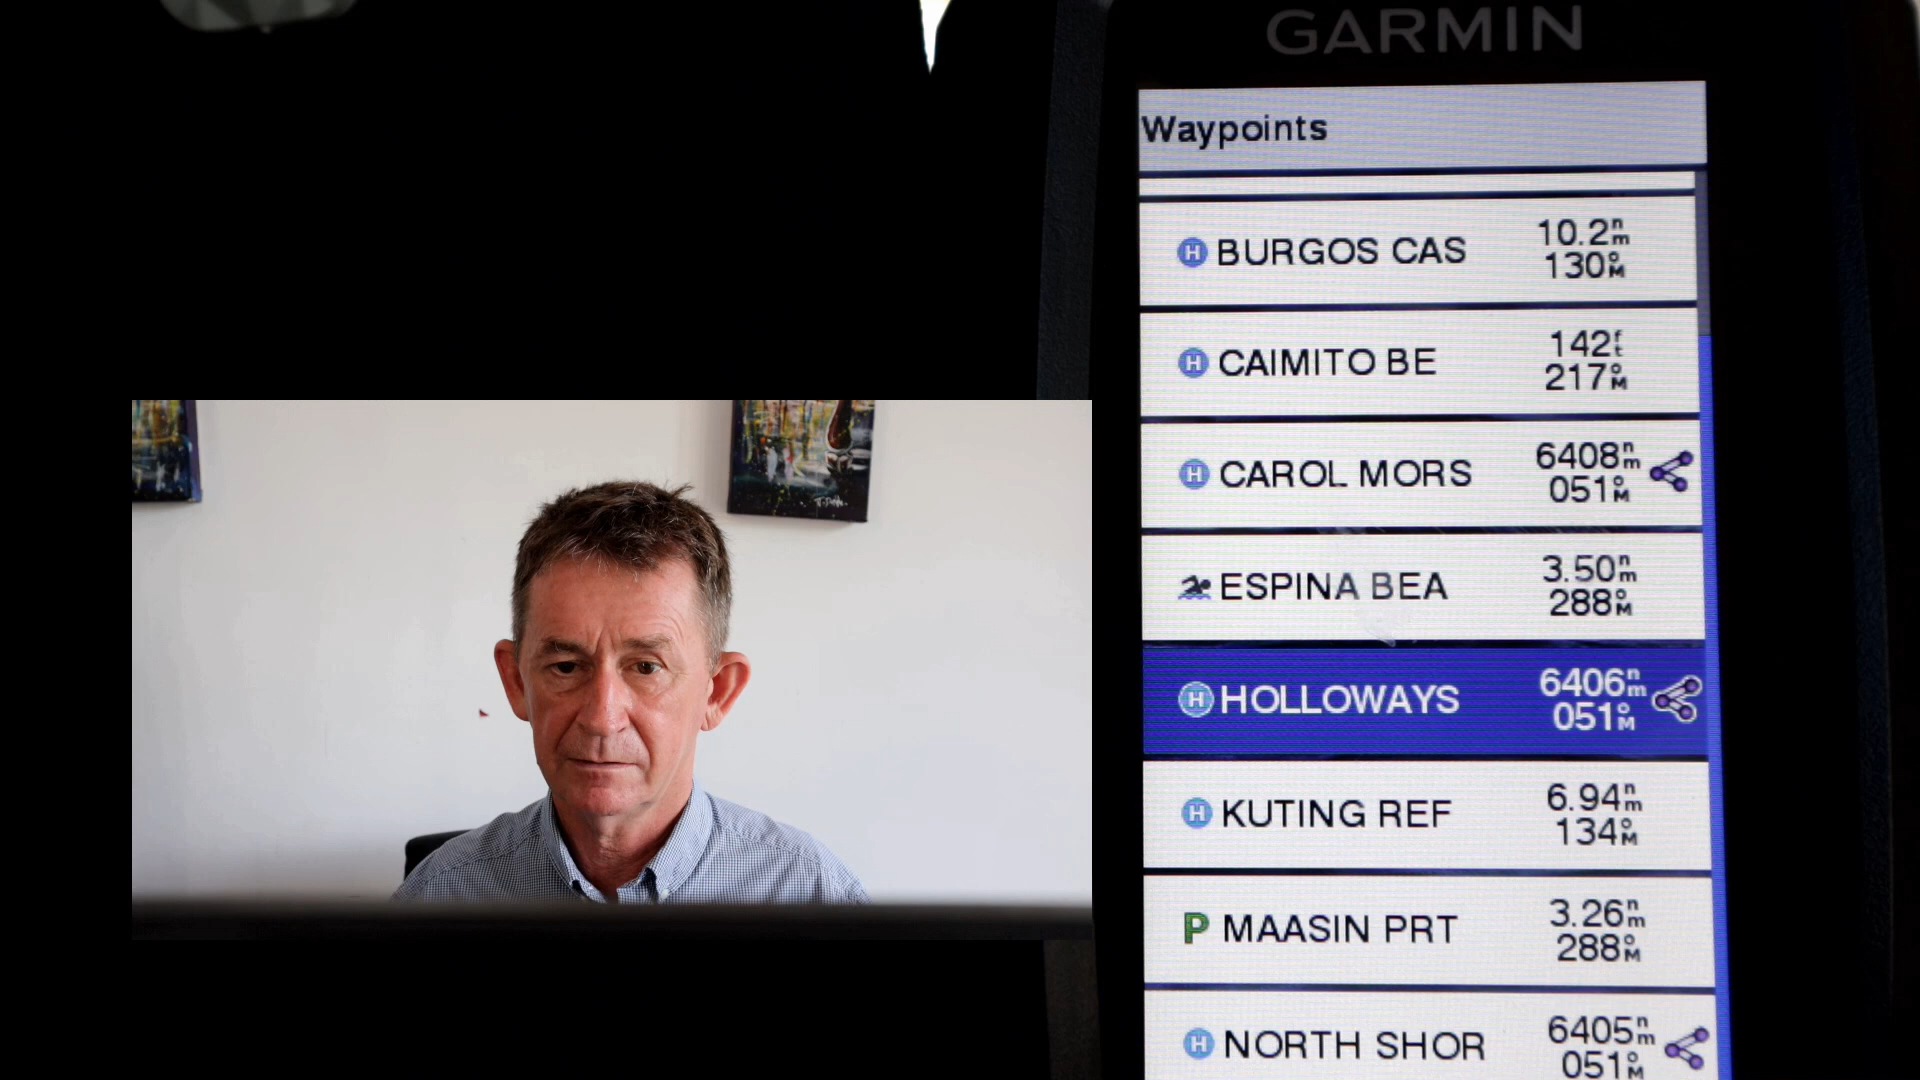 GARMIN
Waypoints
BURGOS CAS 10.2nm
130°M
CAIMITO BE 142ft
217°M
CAROL MORS 6408nm
051°M
ESPINA BEA 3.50nm
288°M
HOLLOWAYS 6406nm
051°M
KUTING REF 6.94nm
134°M
P MAASIN PRT 3.26nm
288°M
NORTH SHOR 6405nm
051°M